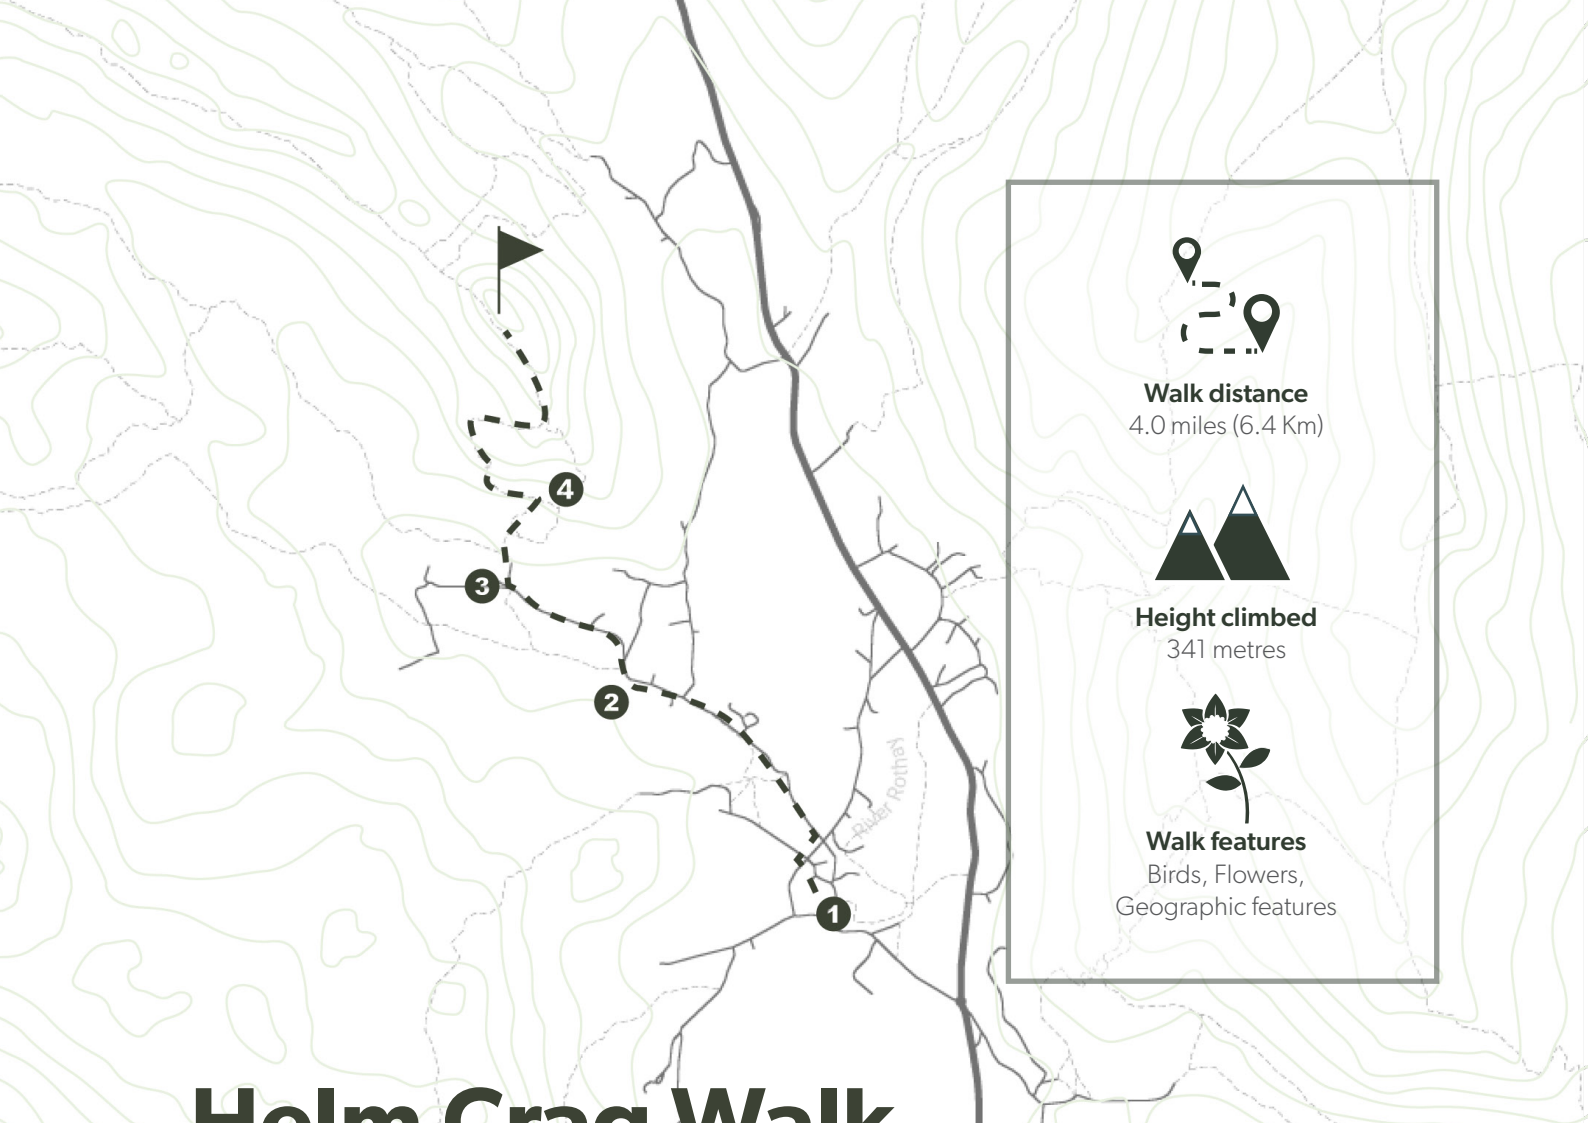 4
3
2
1
River Rothay
Walk distance
4.0 miles (6.4 Km)
Height climbed
341 metres
Walk features
Birds, Flowers,
Geographic features
Helm Crag Walk